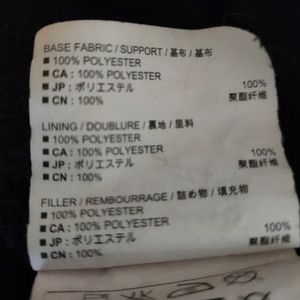 BASE FABRIC / SUPPORT / 基布 / 基布
■ 100% POLYESTER
■ CA : 100% POLYESTER
■ JP : ポリエステル 100%
■ CN : 100% 聚酯纤维
LINING / DOUBLURE / 裏地 / 里料
■ 100% POLYESTER
■ CA : 100% POLYESTER
■ JP : ポリエステル 100%
■ CN : 100% 聚酯纤维
FILLER / REMBOURRAGE / 詰め物 / 填充物
■ 100% POLYESTER
■ CA : 100% POLYESTER
■ JP : ポリエステル 100%
■ CN : 100% 聚酯纤维